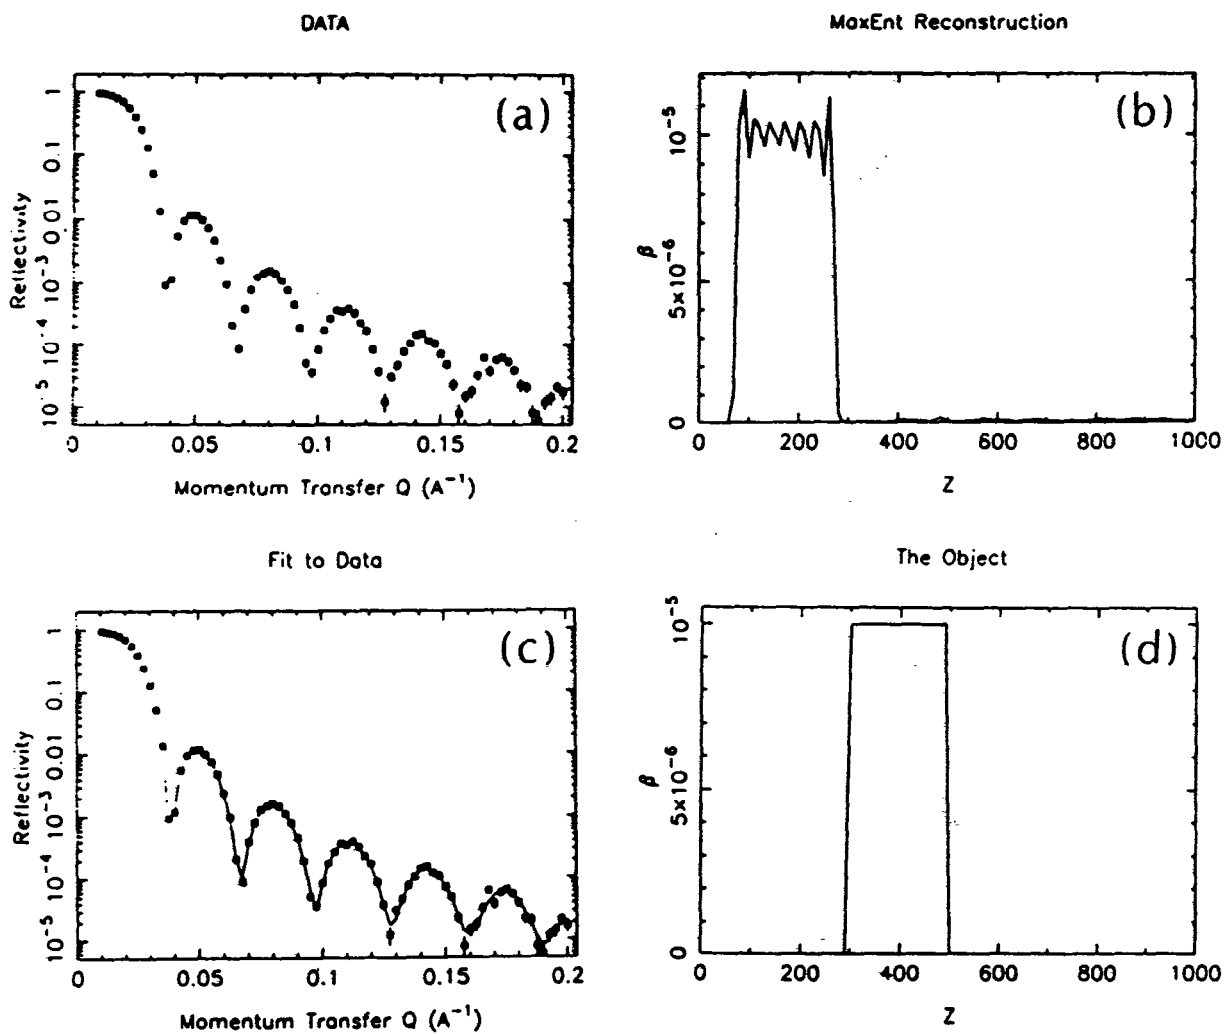 DATA
(a)
Reflectivity
1
0.1
0.01
10⁻³
10⁻⁴
10⁻⁵
0
0.05
0.1
0.15
0.2
Momentum Transfer Q (A⁻¹)
MaxEnt Reconstruction
(b)
β
10⁻⁵
5×10⁻⁶
0
0
200
400
600
800
1000
Z
Fit to Data
(c)
Reflectivity
1
0.1
0.01
10⁻³
10⁻⁴
10⁻⁵
0
0.05
0.1
0.15
0.2
Momentum Transfer Q (A⁻¹)
The Object
(d)
β
10⁻⁵
5×10⁻⁶
0
0
200
400
600
800
1000
Z